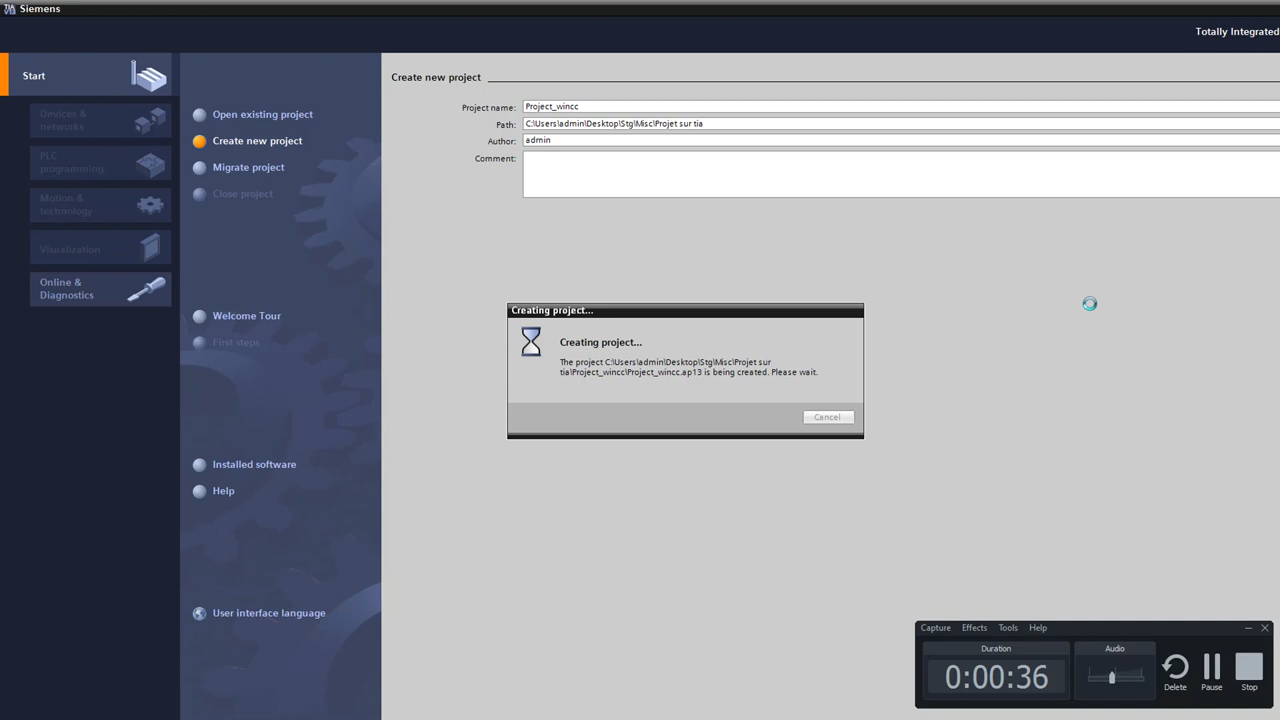 Siemens
Totally Integrated
Start
Devices &
networks
PLC
programming
Motion &
technology
Visualization
Online &
Diagnostics
Open existing project
Create new project
Migrate project
Close project
Welcome Tour
First steps
Installed software
Help
User interface language
Create new project
Project name: Project_wincc
Path: C:\Users\admin\Desktop\Stg\Misc\Projet sur tia
Author: admin
Comment:
Creating project...
Creating project...
The project C:\Users\admin\Desktop\Stg\Misc\Projet sur
tia\Project_wincc\Project_wincc.ap13 is being created. Please wait.
Cancel
Capture Effects Tools Help
Duration
Audio
0:00:36
Delete
Pause
Stop